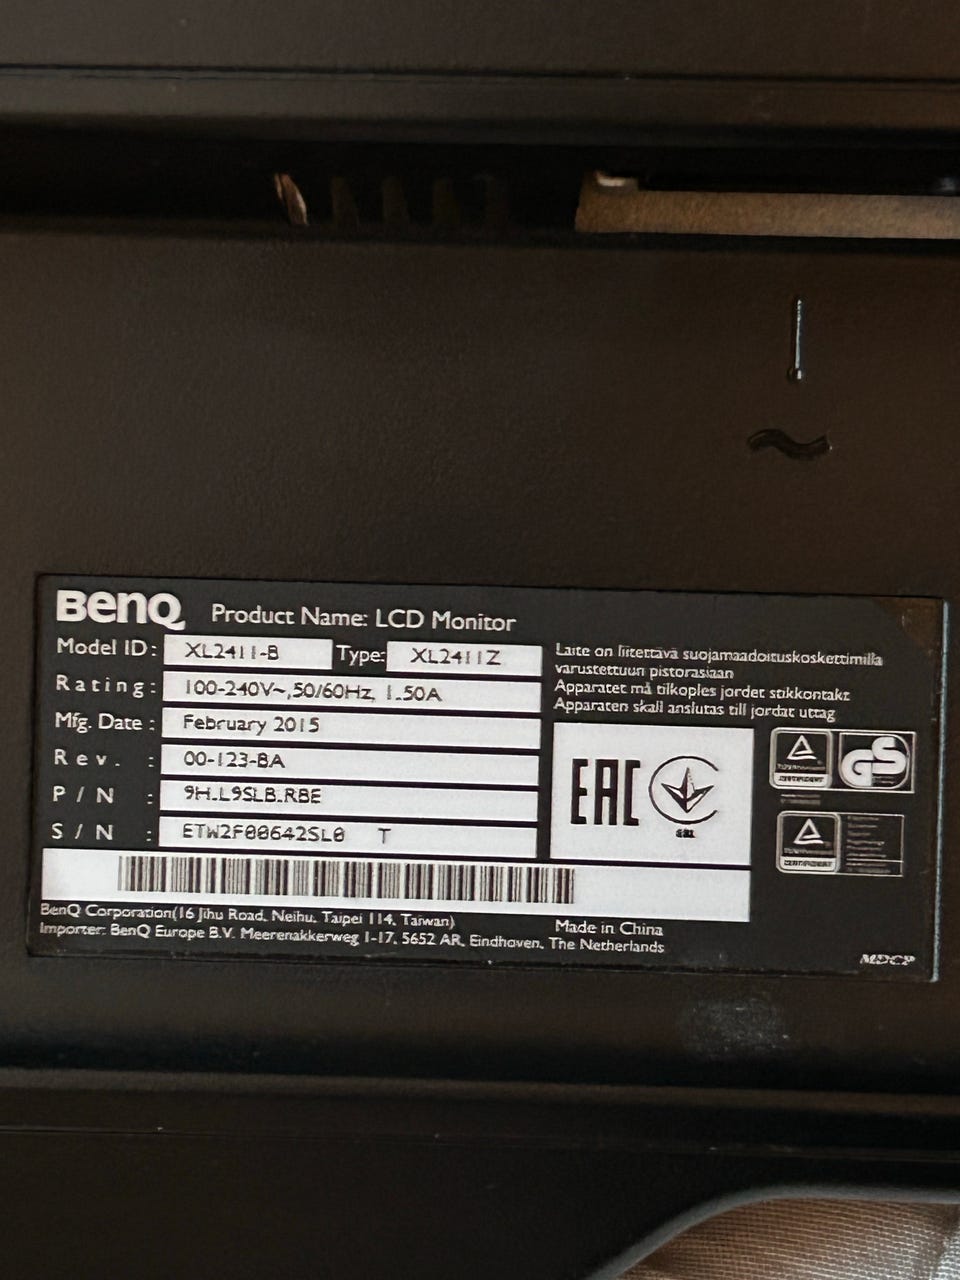 BenQ Product Name: LCD Monitor
Model ID: XL2411-B Type: XL2411Z
Rating: 100-240V~,50/60Hz, 1.50A
Mfg. Date: February 2015
Rev. : 00-123-BA
P/N : 9H.L9SLB.RBE
S/N : ETW2F00642SL0 T
BenQ Corporation(16 Jihu Road, Neihu, Taipei 114, Taiwan)
Importer: BenQ Europe B.V. Meerenakkerweg 1-17, 5652 AR, Eindhoven, The Netherlands
Made in China
Laite on liitettävä suojamaadoituskoskettimilla
varustettuun pistorasiaan
Apparatet må tilkoples jordet stikkontakt
Apparaten skall anslutas till jordat uttag
EAC
GS
MDCP